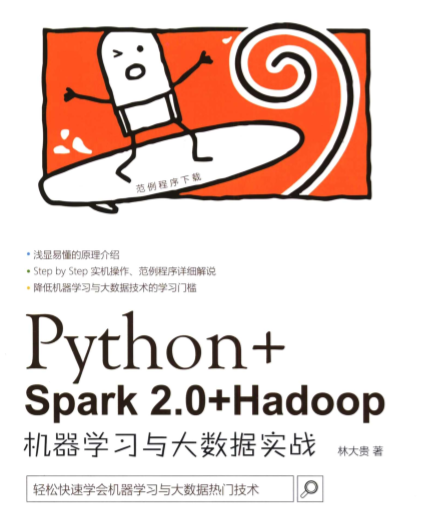 范例程序下载
浅显易懂的原理介绍
Step by Step 实机操作、范例程序详细解说
降低机器学习与大数据技术的学习门槛
Python+
Spark 2.0+Hadoop
机器学习与大数据实战 林大贵 著
轻松快速学会机器学习与大数据热门技术